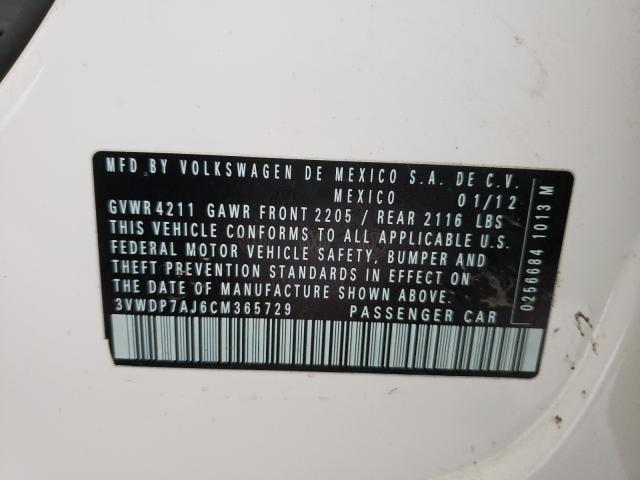 MFD BY VOLKSWAGEN DE MEXICO S.A. DE C.V.
MEXICO 01/12
GVWR 4211 GAWR FRONT 2205 / REAR 2116 LBS
THIS VEHICLE CONFORMS TO ALL APPLICABLE U.S.
FEDERAL MOTOR VEHICLE SAFETY, BUMPER AND
THEFT PREVENTION STANDARDS IN EFFECT ON
THE DATE OF MANUFACTURE SHOWN ABOVE.
3VWDP7AJ6CM365729 PASSENGER CAR
0256684 1013 M